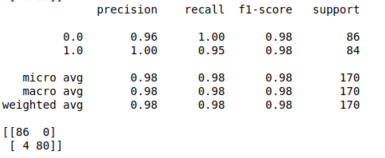 precision recall f1-score support
0.0 0.96 1.00 0.98 86
1.0 1.00 0.95 0.98 84
micro avg 0.98 0.98 0.98 170
macro avg 0.98 0.98 0.98 170
weighted avg 0.98 0.98 0.98 170
[[86 0]
[ 4 80]]